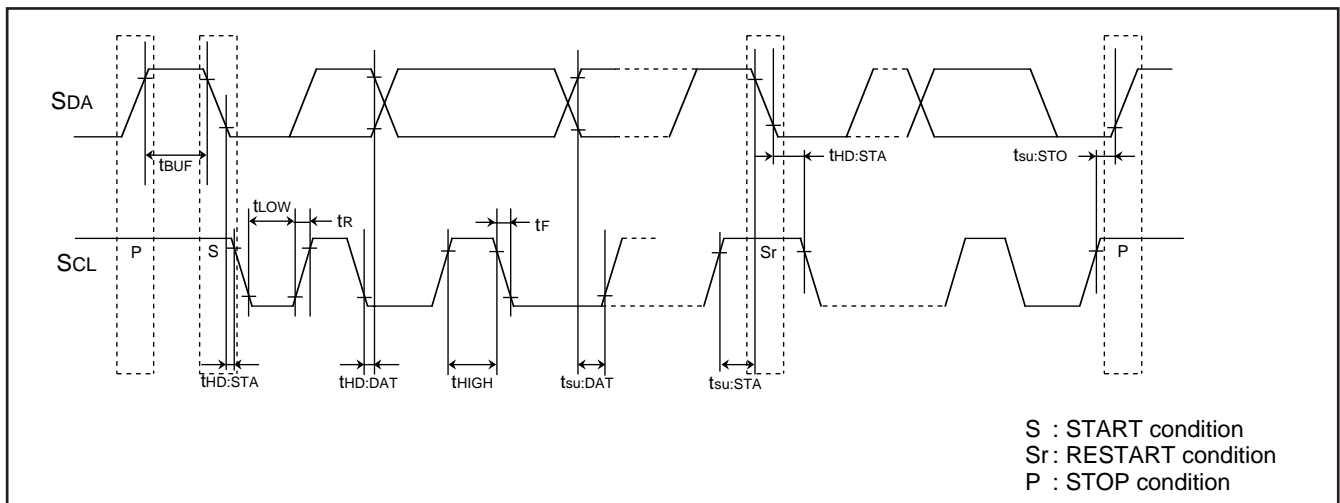 SDA
tBUF
tHD:STA
tsu:STO
tLOW
tR
tF
SCL
P
S
Sr
P
tHD:STA
tHD:DAT
tHIGH
tsu:DAT
tsu:STA
S : START condition
Sr : RESTART condition
P : STOP condition